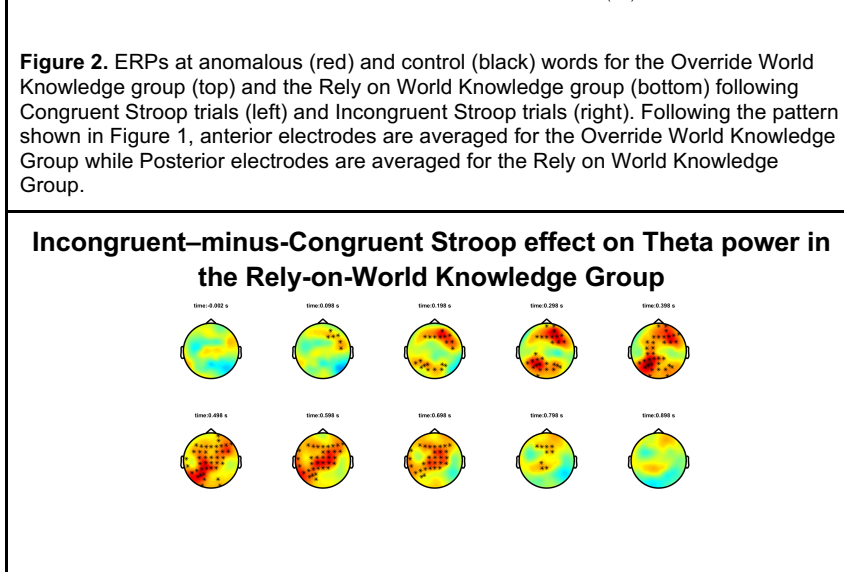 Figure 2. ERPs at anomalous (red) and control (black) words for the Override World
Knowledge group (top) and the Rely on World Knowledge group (bottom) following
Congruent Stroop trials (left) and Incongruent Stroop trials (right). Following the pattern
shown in Figure 1, anterior electrodes are averaged for the Override World Knowledge
Group while Posterior electrodes are averaged for the Rely on World Knowledge
Group.
Incongruent–minus-Congruent Stroop effect on Theta power in
the Rely-on-World Knowledge Group
time:-0.002 s time:0.098 s time:0.198 s time:0.298 s time:0.398 s
time:0.498 s time:0.598 s time:0.698 s time:0.798 s time:0.898 s